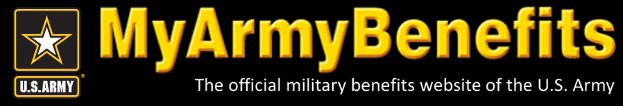 MyArmyBenefits
U.S.ARMY
The official military benefits website of the U.S. Army